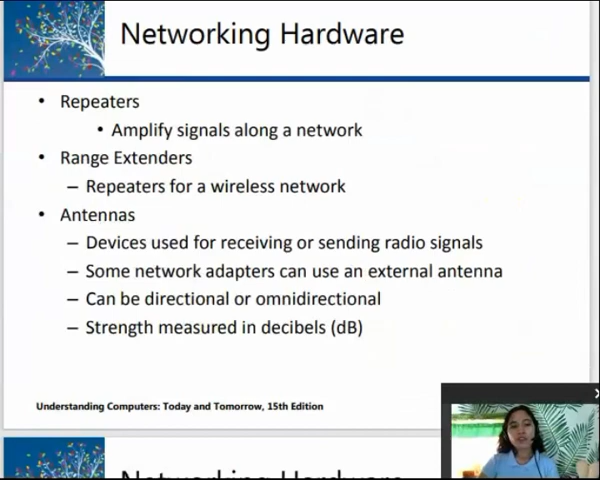 Networking Hardware
• Repeaters
• Amplify signals along a network
• Range Extenders
– Repeaters for a wireless network
• Antennas
– Devices used for receiving or sending radio signals
– Some network adapters can use an external antenna
– Can be directional or omnidirectional
– Strength measured in decibels (dB)
Understanding Computers: Today and Tomorrow, 15th Edition
Networking Hardware